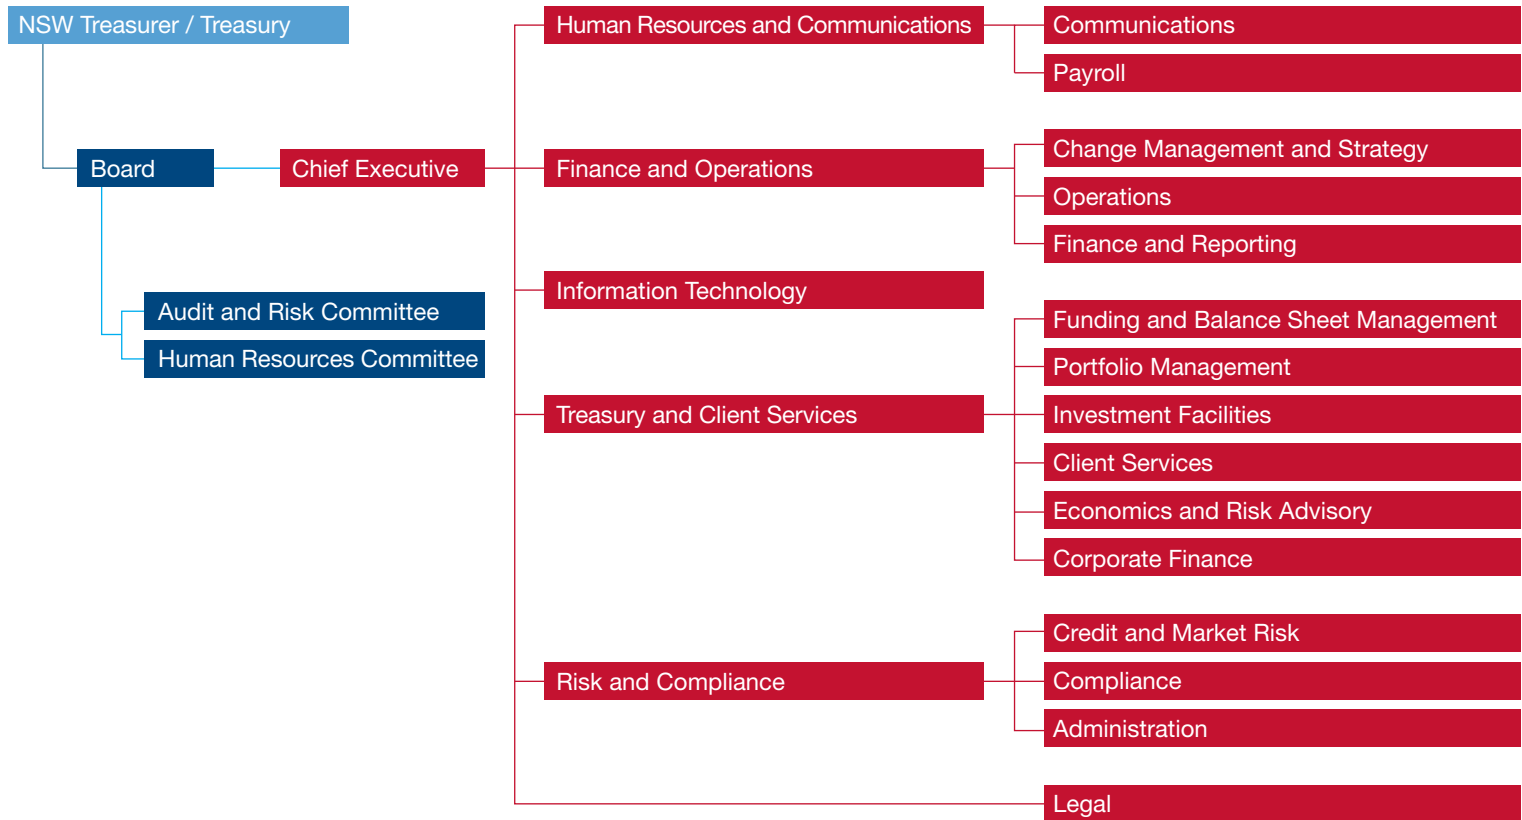 NSW Treasurer / Treasury
Board
Audit and Risk Committee
Human Resources Committee
Chief Executive
Human Resources and Communications
Communications
Payroll
Finance and Operations
Change Management and Strategy
Operations
Finance and Reporting
Information Technology
Treasury and Client Services
Funding and Balance Sheet Management
Portfolio Management
Investment Facilities
Client Services
Economics and Risk Advisory
Corporate Finance
Risk and Compliance
Credit and Market Risk
Compliance
Administration
Legal